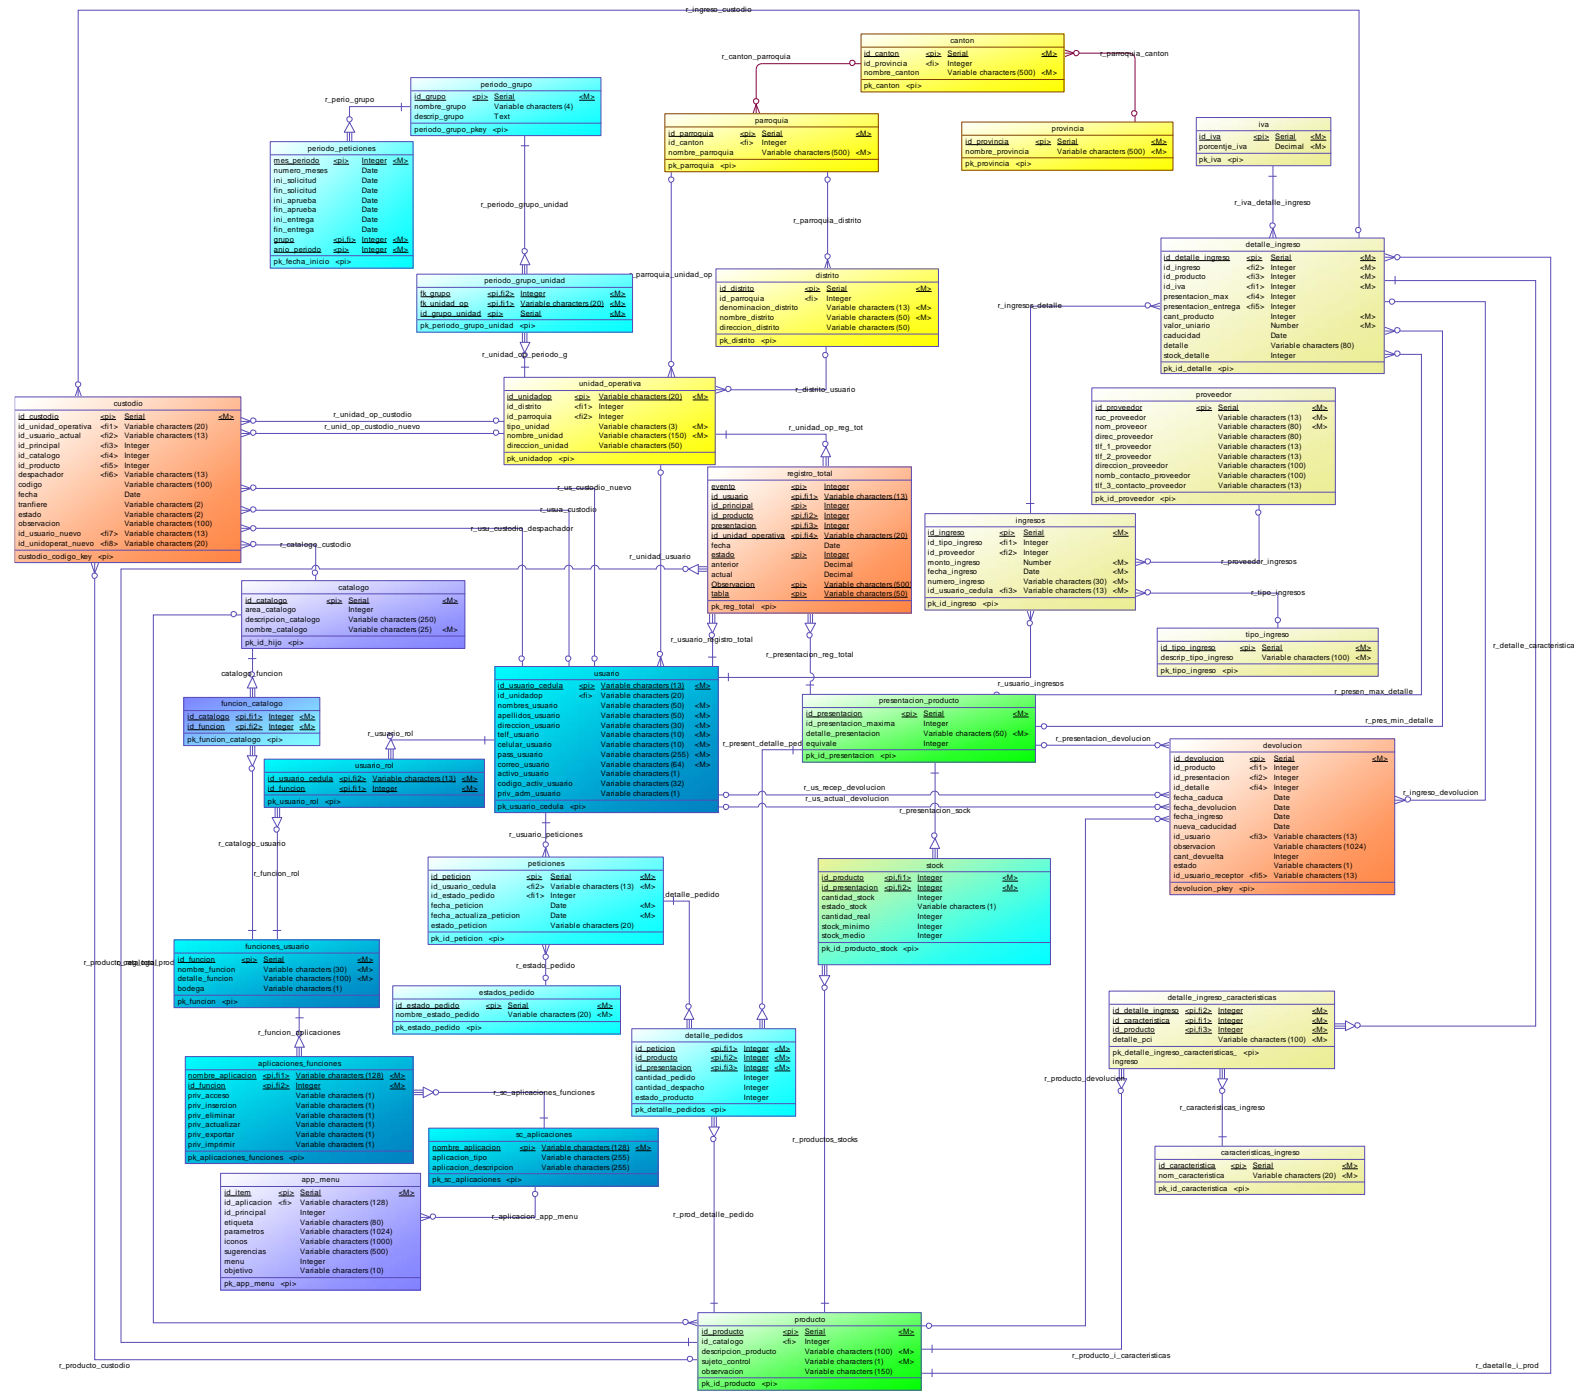 r_ingreso_custodio
canton
id_canton <pi> Serial <M>
id_provincia <fi> Integer
nombre_canton Variable characters (500) <M>
pk_canton <pi>
r_canton_parroquia
r_parroquia_canton
periodo_grupo
id_grupo <pi> Serial <M>
nombre_grupo Variable characters (4)
descrip_grupo Text
periodo_grupo_pkey <pi>
r_perio_grupo
parroquia
id_parroquia <pi> Serial <M>
id_canton <fi> Integer
nombre_parroquia Variable characters (500) <M>
pk_parroquia <pi>
provincia
id_provincia <pi> Serial <M>
nombre_provincia Variable characters (500) <M>
pk_provincia <pi>
iva
id_iva <pi> Serial <M>
porcentje_iva Decimal <M>
pk_iva <pi>
periodo_peticiones
mes_periodo <pi> Integer <M>
numero_meses Date
ini_solicitud Date
fin_solicitud Date
ini_aprueba Date
fin_aprueba Date
ini_entrega Date
fin_entrega Date
grupo <pi,fi> Integer <M>
anio_periodo <pi> Integer <M>
pk_fecha_inicio <pi>
r_periodo_grupo_unidad
r_parroquia_distrito
r_iva_detalle_ingreso
detalle_ingreso
id_detalle_ingreso <pi> Serial <M>
id_ingreso <fi2> Integer <M>
id_producto <fi3> Integer <M>
id_iva <fi1> Integer <M>
presentacion_max <fi4> Integer
presentacion_entrega <fi5> Integer
cant_producto Integer <M>
valor_uniario Number <M>
caducidad Date
detalle Variable characters (80)
stock_detalle Integer
pk_id_detalle <pi>
periodo_grupo_unidad
fk_grupo <pi,fi2> Integer <M>
fk_unidad_op <pi,fi1> Variable characters (20) <M>
id_grupo_unidad <pi> Serial <M>
pk_periodo_grupo_unidad <pi>
parroquia_unidad_op
distrito
id_distrito <pi> Serial <M>
id_parroquia <fi> Integer
denominacion_distrito Variable characters (13) <M>
nombre_distrito Variable characters (50) <M>
direccion_distrito Variable characters (50)
pk_distrito <pi>
r_ingresos_detalle
r_unidad_op_periodo_g
r_distrito_usuario
unidad_operativa
id_unidadop <pi> Variable characters (20) <M>
id_distrito <fi1> Integer
id_parroquia <fi2> Integer
tipo_unidad Variable characters (3) <M>
nombre_unidad Variable characters (150) <M>
direccion_unidad Variable characters (50)
pk_unidadop <pi>
proveedor
id_proveedor <pi> Serial <M>
ruc_proveedor Variable characters (13) <M>
nom_proveeor Variable characters (80) <M>
direc_proveedor Variable characters (80)
tlf_1_proveedor Variable characters (13)
tlf_2_proveedor Variable characters (13)
direccion_proveedor Variable characters (100)
nomb_contacto_proveedor Variable characters (100)
tlf_3_contacto_proveedor Variable characters (13)
pk_id_proveedor <pi>
custodio
id_custodio <pi> Serial <M>
id_unidad_operativa <fi1> Variable characters (20)
id_usuario_actual <fi2> Variable characters (13)
id_principal <fi3> Integer
id_catalogo <fi4> Integer
id_producto <fi5> Integer
despachador <fi6> Variable characters (13)
codigo Variable characters (100)
fecha Date
tranfiere Variable characters (2)
estado Variable characters (2)
observacion Variable characters (100)
id_usuario_nuevo <fi7> Variable characters (13)
id_unidoperat_nuevo <fi8> Variable characters (20)
custodio_codigo_key <pi>
r_unidad_op_custodio
r_unid_op_custodio_nuevo
r_unidad_op_reg_tot
r_us_custodio_nuevo
r_usua_custodio
r_usu_custodio_despachador
r_catalogo_custodio
r_unidad_usuario
registro_total
evento <pi> Integer
id_usuario <pi,fi1> Variable characters (13)
id_principal <pi> Integer
id_producto <pi,fi2> Integer
presentacion <pi,fi3> Integer
id_unidad_operativa <pi,fi4> Variable characters (20)
fecha Date
estado <pi> Integer
anterior Decimal
actual Decimal
Observacion <pi> Variable characters (500)
tabla <pi> Variable characters (50)
pk_reg_total <pi>
ingresos
id_ingreso <pi> Serial <M>
id_tipo_ingreso <fi1> Integer
id_proveedor <fi2> Integer
monto_ingreso Number <M>
fecha_ingreso Date <M>
numero_ingreso Variable characters (30) <M>
id_usuario_cedula <fi3> Variable characters (13) <M>
pk_id_ingreso <pi>
r_proveedor_ingresos
r_tipo_ingresos
catalogo
id_catalogo <pi> Serial <M>
area_catalogo Integer
descripcion_catalogo Variable characters (250)
nombre_catalogo Variable characters (25) <M>
pk_id_hijo <pi>
tipo_ingreso
id_tipo_ingreso <pi> Serial <M>
descrip_tipo_ingreso Variable characters (100) <M>
pk_tipo_ingreso <pi>
r_usuario_registro_total
r_presentacion_reg_total
r_detalle_caracteristica
catalogo_funcion
r_usuario_ingresos
r_presen_max_detalle
usuario
id_usuario_cedula <pi> Variable characters (13) <M>
id_unidadop <fi> Variable characters (20)
nombres_usuario Variable characters (50) <M>
apellidos_usuario Variable characters (50) <M>
direccion_usuario Variable characters (30) <M>
telf_usuario Variable characters (10) <M>
celular_usuario Variable characters (10) <M>
pass_usuario Variable characters (255) <M>
correo_usuario Variable characters (64) <M>
activo_usuario Variable characters (1)
codigo_activ_usuario Variable characters (32)
priv_adm_usuario Variable characters (1)
pk_usuario_cedula <pi>
funcion_catalogo
id_catalogo <pi,fi1> Integer <M>
id_funcion <pi,fi2> Integer <M>
pk_funcion_catalogo <pi>
presentacion_producto
id_presentacion <pi> Serial <M>
id_presentacion_maxima Integer
detalle_presentacion Variable characters (50) <M>
equivale Integer
pk_id_presentacion <pi>
r_pres_min_detalle
r_usuario_rol
r_present_detalle_ped
r_presentacion_devolucion
usuario_rol
id_usuario_cedula <pi,fi2> Variable characters (13) <M>
id_funcion <pi,fi1> Integer <M>
pk_usuario_rol <pi>
devolucion
id_devolucion <pi> Serial <M>
id_producto <fi1> Integer
id_presentacion <fi2> Integer
id_detalle <fi4> Integer
fecha_caduca Date
fecha_devolucion Date
fecha_ingreso Date
nueva_caducidad Date
id_usuario <fi3> Variable characters (13)
observacion Variable characters (1024)
cant_devuelta Integer
estado Variable characters (1)
id_usuario_receptor <fi5> Variable characters (13)
devolucion_pkey <pi>
r_us_recep_devolucion
r_us_actual_devolucion
r_ingreso_devolucion
r_presentacion_sock
r_usuario_peticiones
r_catalogo_usuario
r_funcion_rol
peticiones
id_peticion <pi> Serial <M>
id_usuario_cedula <fi2> Variable characters (13) <M>
id_estado_pedido <fi1> Integer
fecha_peticion Date <M>
fecha_actualiza_peticion Date <M>
estado_peticion Variable characters (20)
pk_id_peticion <pi>
detalle_pedido
stock
id_producto <pi,fi1> Integer <M>
id_presentacion <pi,fi2> Integer <M>
cantidad_stock Integer
estado_stock Variable characters (1)
cantidad_real Integer
stock_minimo Integer
stock_medio Integer
pk_id_producto_stock <pi>
funciones_usuario
id_funcion <pi> Serial <M>
nombre_funcion Variable characters (30) <M>
detalle_funcion Variable characters (100) <M>
bodega Variable characters (1)
pk_funcion <pi>
r_estado_pedido
estados_pedido
id_estado_pedido <pi> Serial <M>
nombre_estado_pedido Variable characters (20) <M>
pk_estado_pedido <pi>
detalle_ingreso_caracteristicas
id_detalle_ingreso <pi,fi2> Integer <M>
id_caracteristica <pi,fi1> Integer <M>
id_producto <pi,fi3> Integer <M>
detalle_pci Variable characters (100) <M>
pk_detalle_ingreso_caracteristicas_ <pi>
ingreso
r_funcion_aplicaciones
detalle_pedidos
id_peticion <pi,fi1> Integer <M>
id_producto <pi,fi2> Integer <M>
id_presentacion <pi,fi3> Integer <M>
cantidad_pedido Integer
cantidad_despacho Integer
estado_producto Integer
pk_detalle_pedidos <pi>
aplicaciones_funciones
nombre_aplicacion <pi,fi1> Variable characters (128) <M>
id_funcion <pi,fi2> Integer <M>
priv_acceso Variable characters (1)
priv_insercion Variable characters (1)
priv_eliminar Variable characters (1)
priv_actualizar Variable characters (1)
priv_exportar Variable characters (1)
priv_imprimir Variable characters (1)
pk_aplicaciones_funciones <pi>
r_sc_aplicaciones_funciones
r_producto_devolucion
r_caracteristicas_ingreso
sc_aplicaciones
nombre_aplicacion <pi> Variable characters (128) <M>
aplicacion_tipo Variable characters (255)
aplicacion_descripcion Variable characters (255)
pk_sc_aplicaciones <pi>
r_productos_stocks
caracteristicas_ingreso
id_caracteristica <pi> Serial <M>
nom_caracteristica Variable characters (20) <M>
pk_id_caracteristica <pi>
app_menu
id_item <pi> Serial <M>
id_aplicacion <fi> Variable characters (128)
id_principal Integer
etiqueta Variable characters (80)
parametros Variable characters (1024)
iconos Variable characters (1000)
sugerencias Variable characters (500)
menu Integer
objetivo Variable characters (10)
pk_app_menu <pi>
r_aplicacion_app_menu
r_prod_detalle_pedido
producto
id_producto <pi> Serial <M>
id_catalogo <fi> Integer
descripcion_producto Variable characters (100) <M>
sujeto_control Variable characters (1) <M>
observacion Variable characters (150)
pk_id_producto <pi>
r_producto_custodio
r_producto_i_caracteristicas
r_daetalle_i_prod